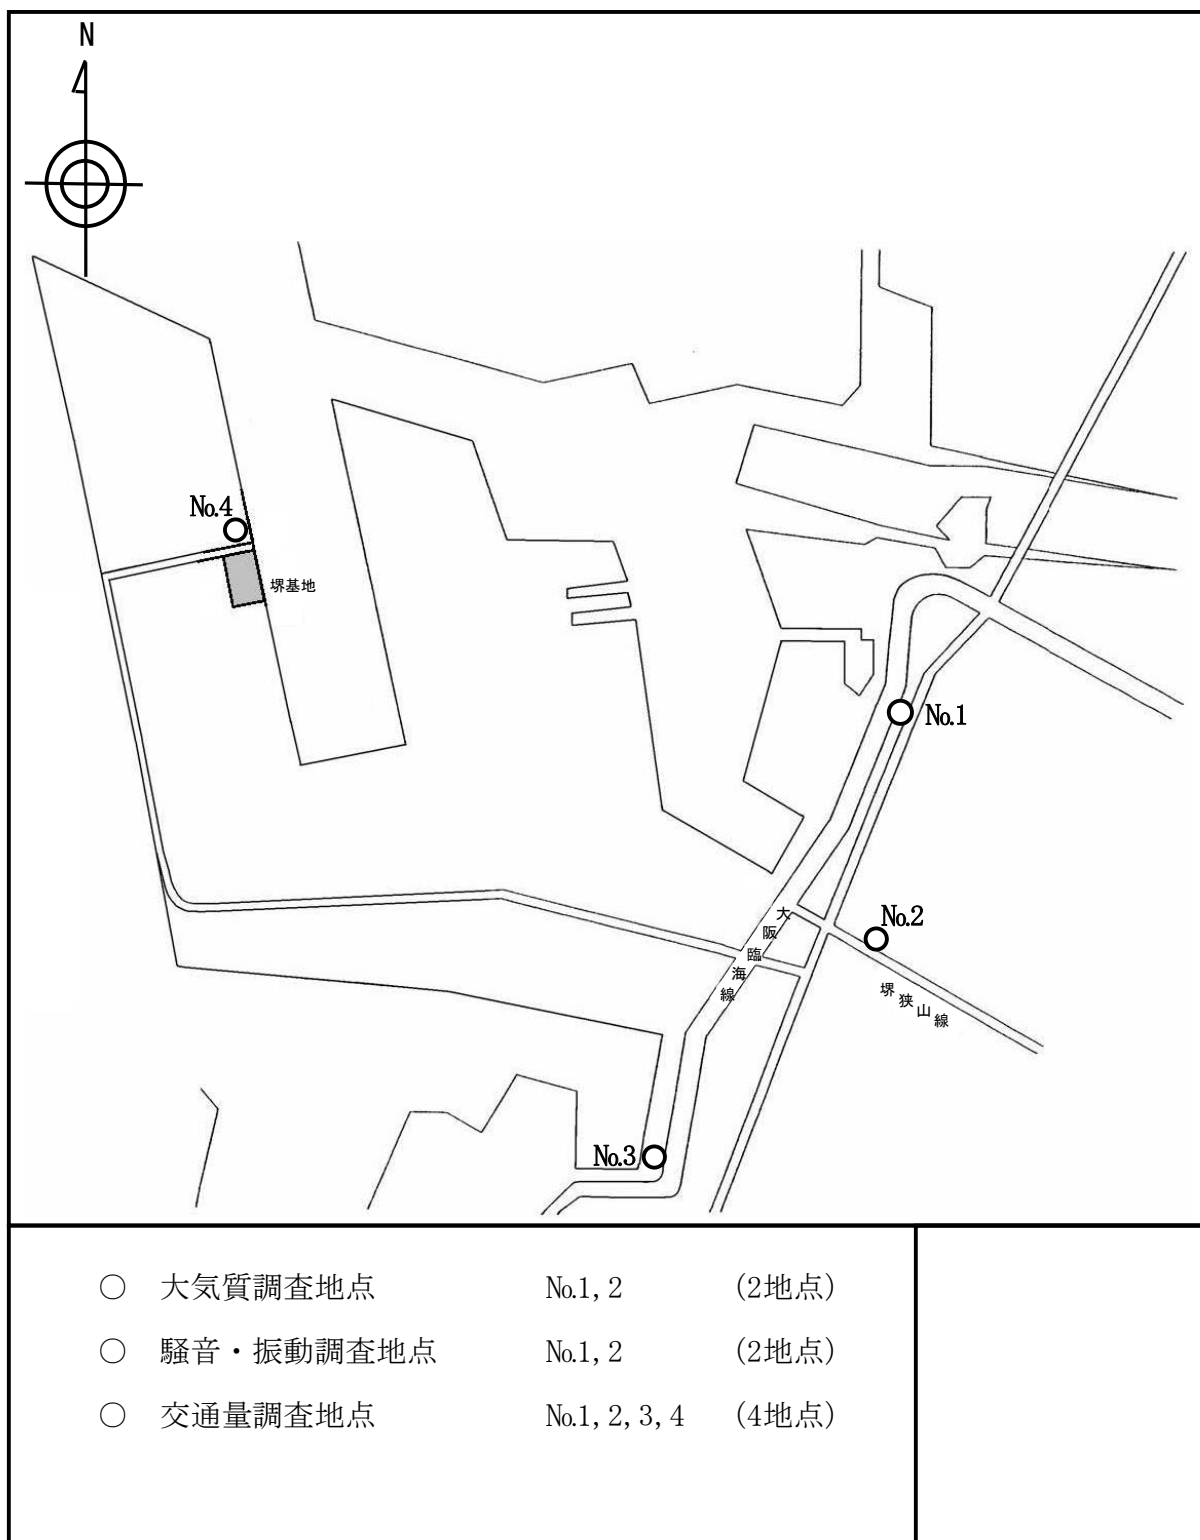 N
No.4
堺基地
No.1
No.2
大阪臨海線
堺狭山線
No.3
○ 大気質調査地点 No.1, 2 (2地点)
○ 騒音・振動調査地点 No.1, 2 (2地点)
○ 交通量調査地点 No.1, 2, 3, 4 (4地点)